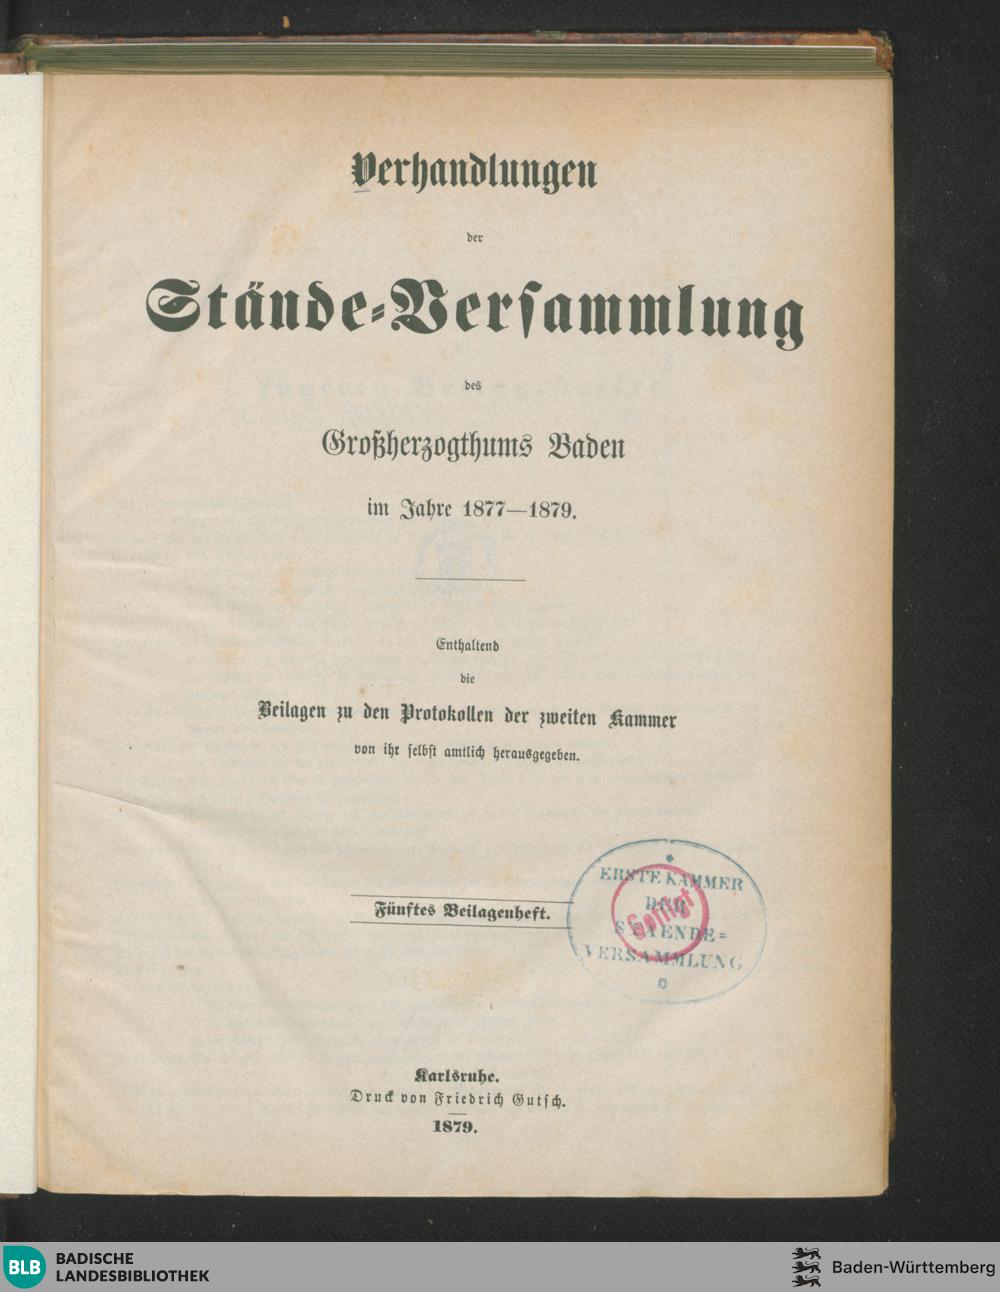 Verhandlungen
der
Stände-Versammlung
des
Großherzogthums Baden
im Jahre 1877—1879.
Enthaltend
die
Beilagen zu den Protokollen der zweiten Kammer
von ihr selbst amtlich herausgegeben.
Fünftes Beilagenheft.
ERSTE KAMMER
DER
STAENDE=
VERSAMMLUNG
Getilgt
Karlsruhe.
Druck von Friedrich Gutsch.
1879.
BLB BADISCHE
LANDESBIBLIOTHEK
Baden-Württemberg